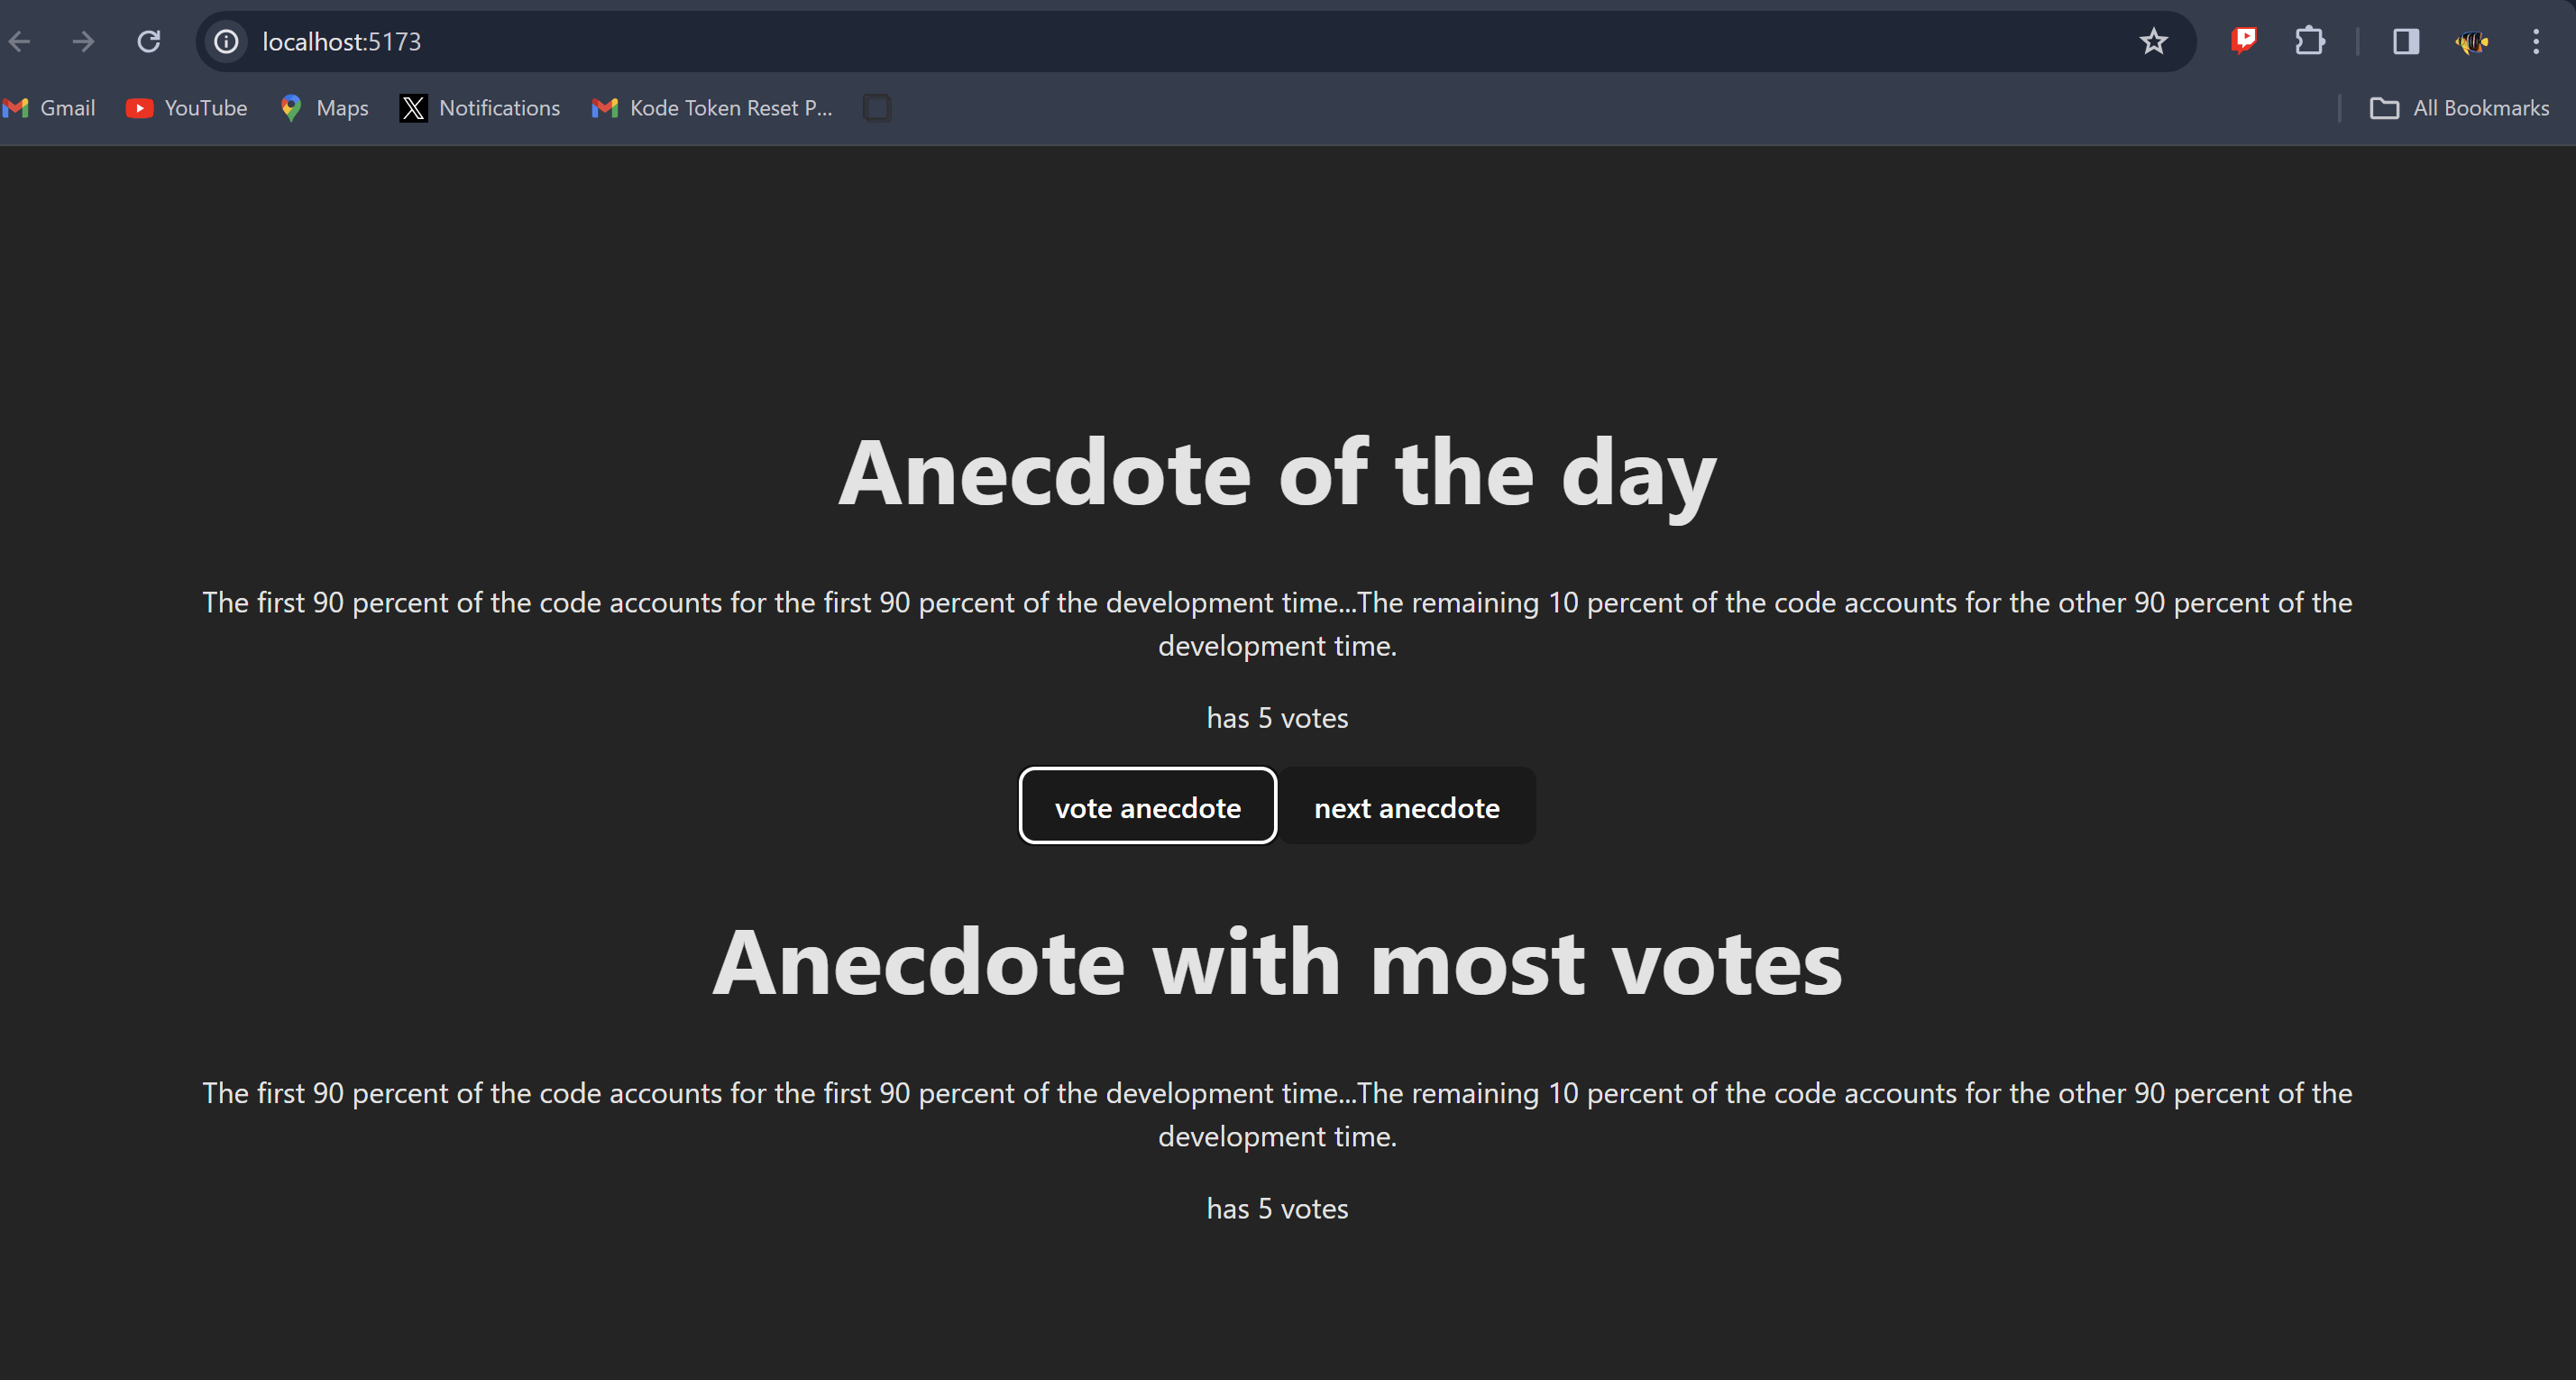 localhost:5173
Gmail YouTube Maps Notifications Kode Token Reset P... All Bookmarks
Anecdote of the day
The first 90 percent of the code accounts for the first 90 percent of the development time...The remaining 10 percent of the code accounts for the other 90 percent of the
development time.
has 5 votes
vote anecdote next anecdote
Anecdote with most votes
The first 90 percent of the code accounts for the first 90 percent of the development time...The remaining 10 percent of the code accounts for the other 90 percent of the
development time.
has 5 votes